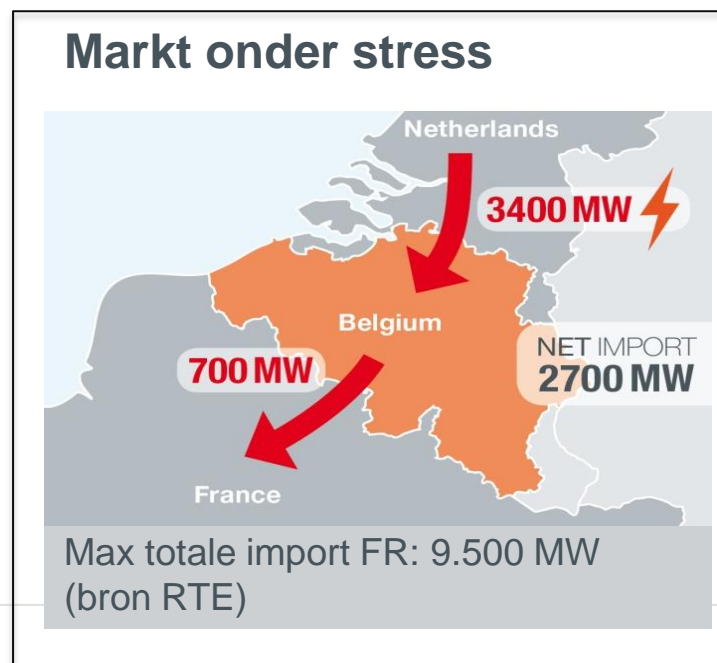 Markt onder stress
Netherlands
3400 MW
Belgium
NET IMPORT
2700 MW
700 MW
France
Max totale import FR: 9.500 MW
(bron RTE)